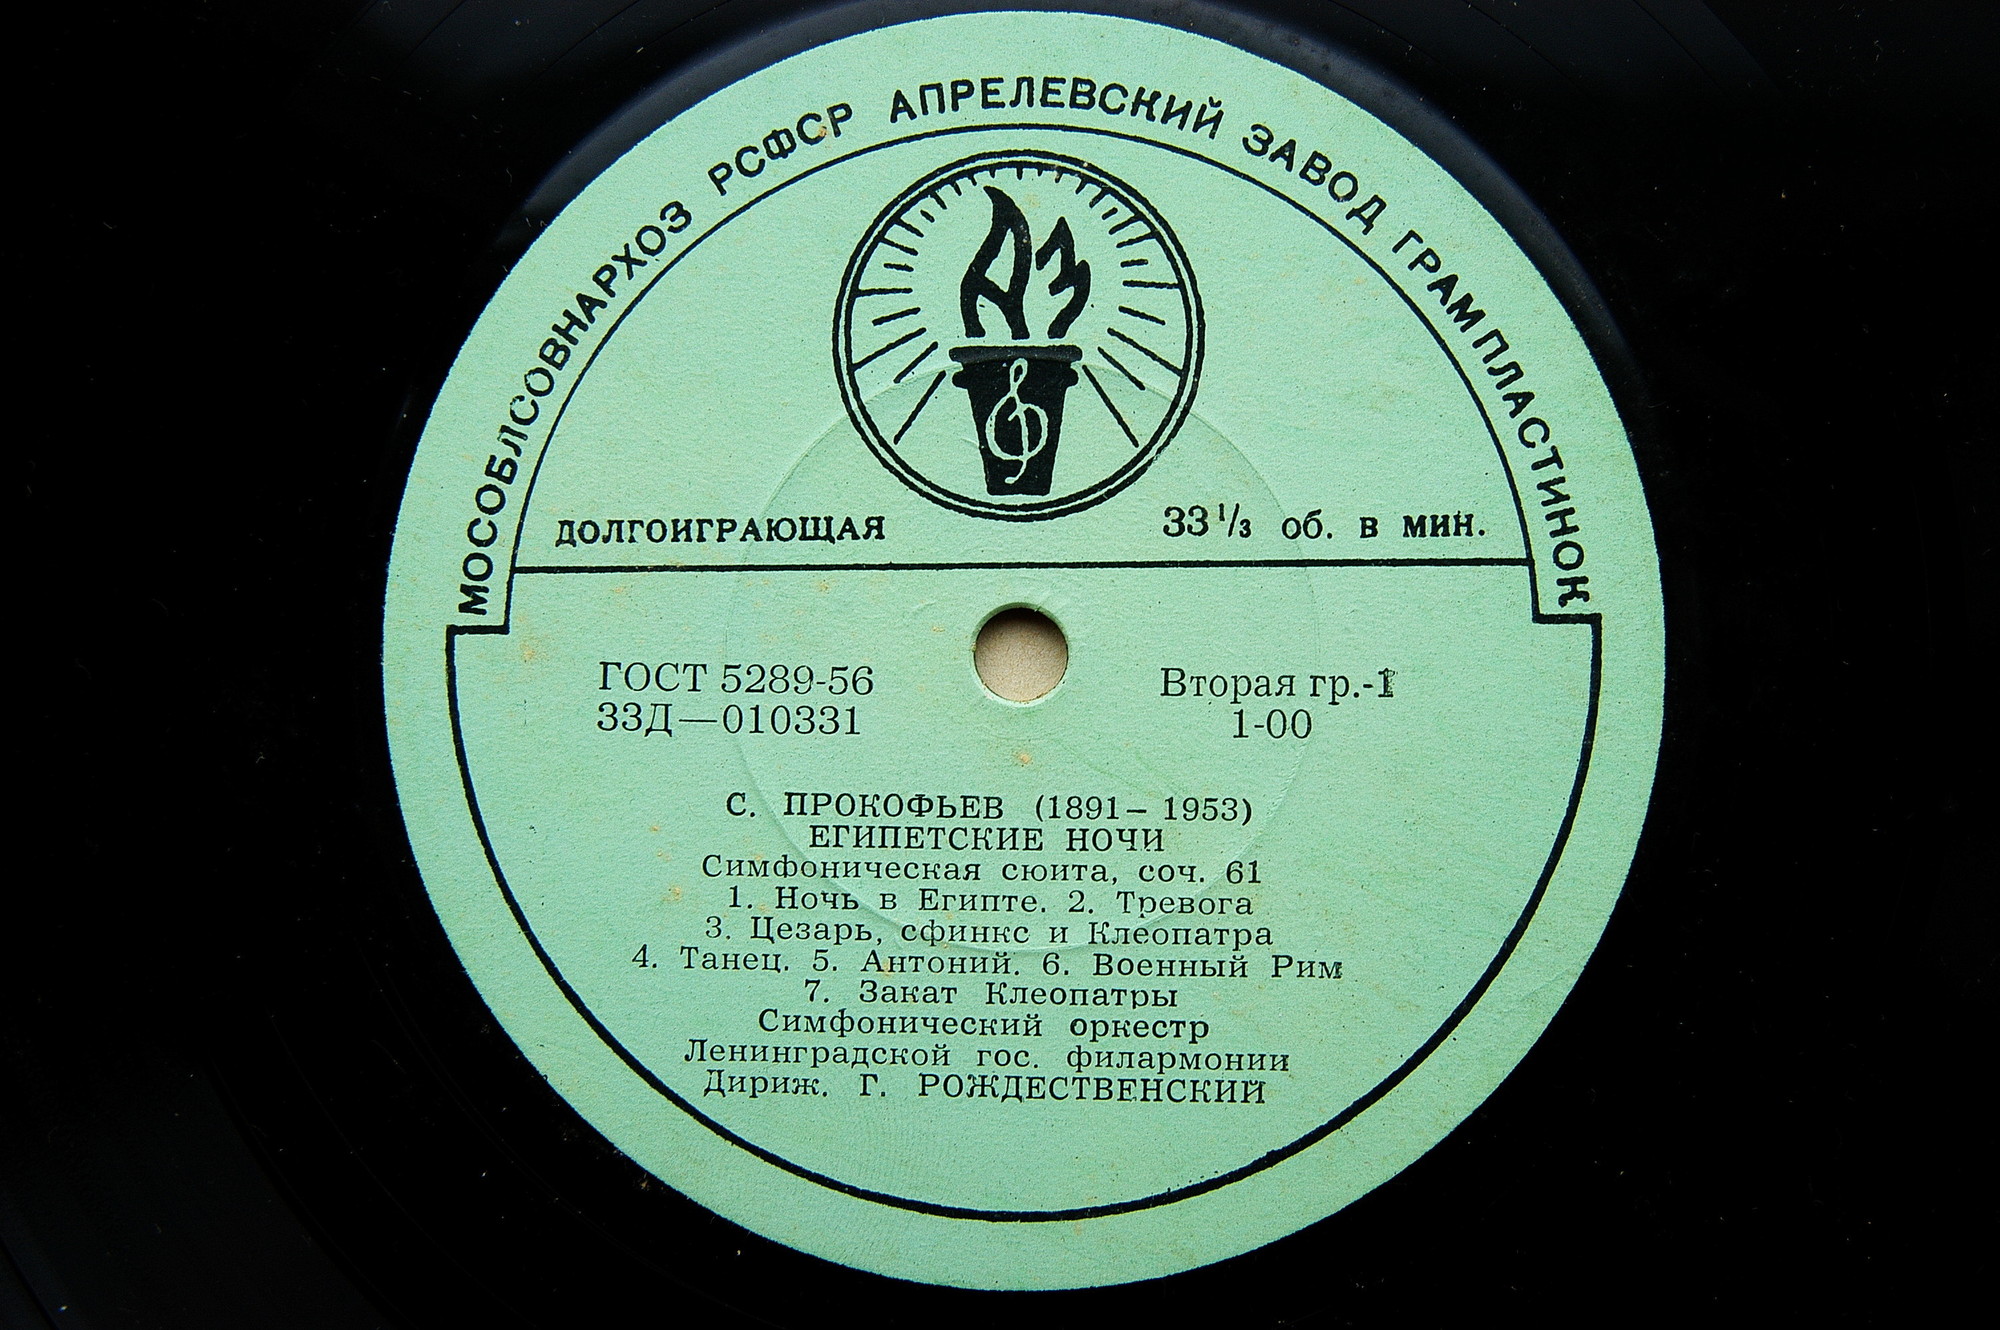 МОСОБЛСОВНАРХОЗ РСФСР АПРЕЛЕВСКИЙ ЗАВОД ГРАМПЛАСТИНОК
АЗ
ДОЛГОИГРАЮЩАЯ 33 1/3 об. в мин.
ГОСТ 5289-56 Вторая гр.-1
33Д—010331 1-00
С. ПРОКОФЬЕВ (1891– 1953)
ЕГИПЕТСКИЕ НОЧИ
Симфоническая сюита, соч. 61
1. Ночь в Египте. 2. Тревога
3. Цезарь, сфинкс и Клеопатра
4. Танец. 5. Антоний. 6. Военный Рим
7. Закат Клеопатры
Симфонический оркестр
Ленинградской гос. филармонии
Дириж. Г. РОЖДЕСТВЕНСКИЙ